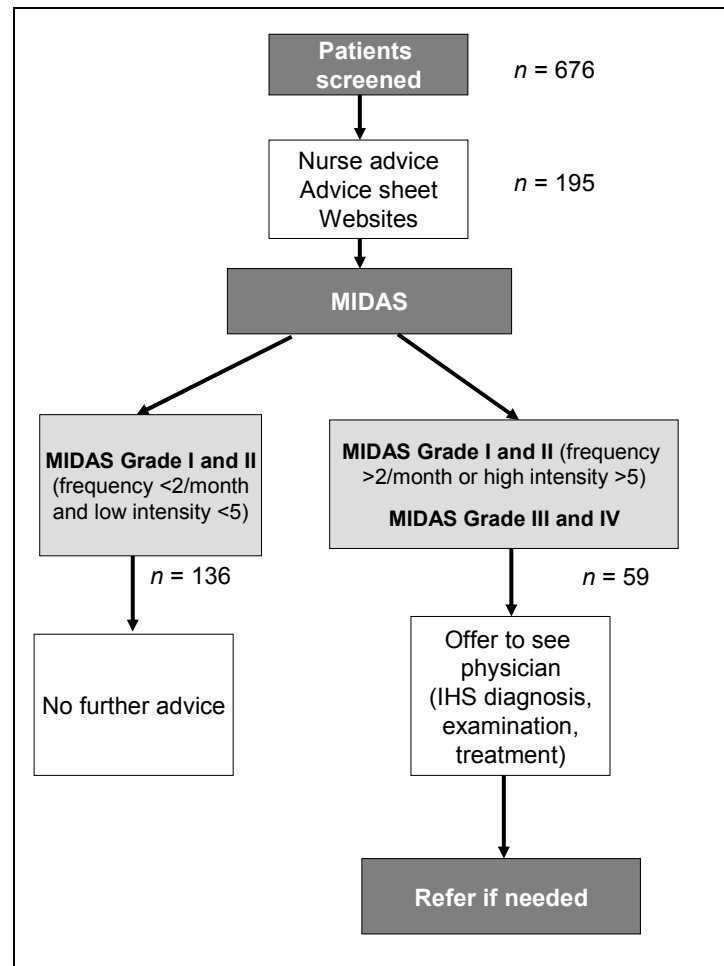 Patients
screened
n = 676
Nurse advice
Advice sheet
Websites
n = 195
MIDAS
MIDAS Grade I and II
(frequency <2/month
and low intensity <5)
MIDAS Grade I and II (frequency
>2/month or high intensity >5)
MIDAS Grade III and IV
n = 136
n = 59
No further advice
Offer to see
physician
(IHS diagnosis,
examination,
treatment)
Refer if needed